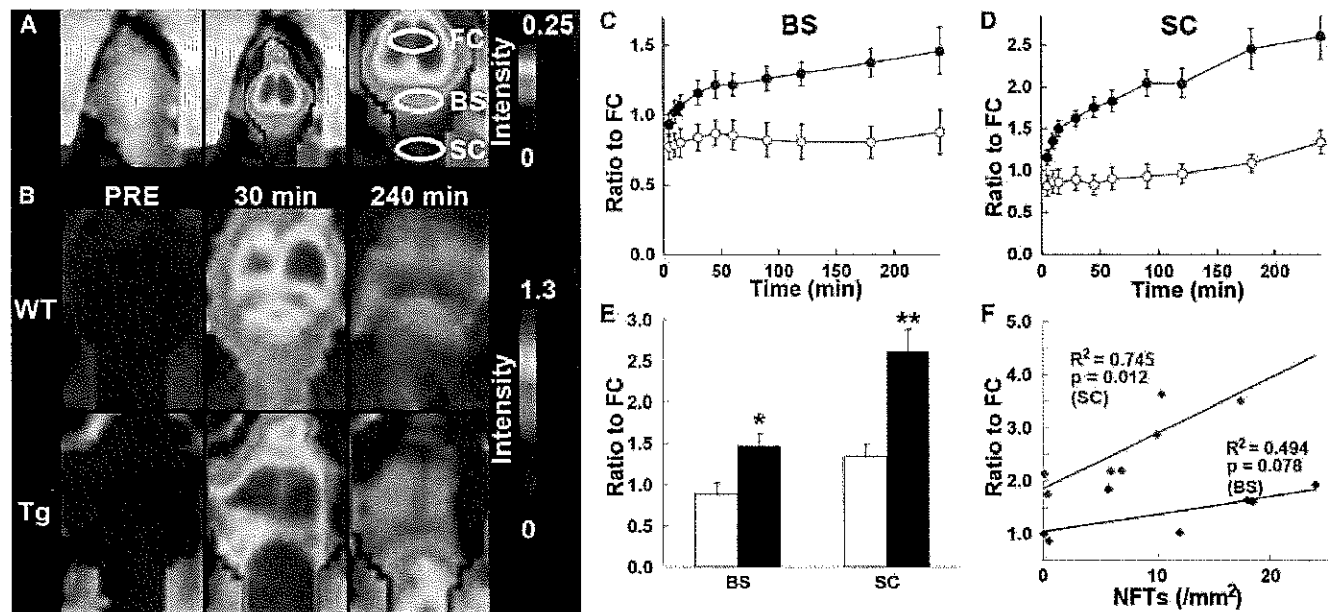 A
FC
BS
SC
0.25
Intensity
0
B
PRE
30 min
240 min
WT
Tg
1.3
Intensity
0
C
BS
Ratio to FC
1.5
1.0
0.5
0.0
0
50
100
150
200
Time (min)
D
SC
Ratio to FC
2.5
2.0
1.5
1.0
0.5
0.0
0
50
100
150
200
Time (min)
E
Ratio to FC
3.0
2.5
2.0
1.5
1.0
0.5
0.0
*
**
BS
SC
F
Ratio to FC
5.0
4.0
3.0
2.0
1.0
R² = 0.745
p = 0.012
(SC)
R² = 0.494
p = 0.078
(BS)
0
10
20
NFTs (/mm²)